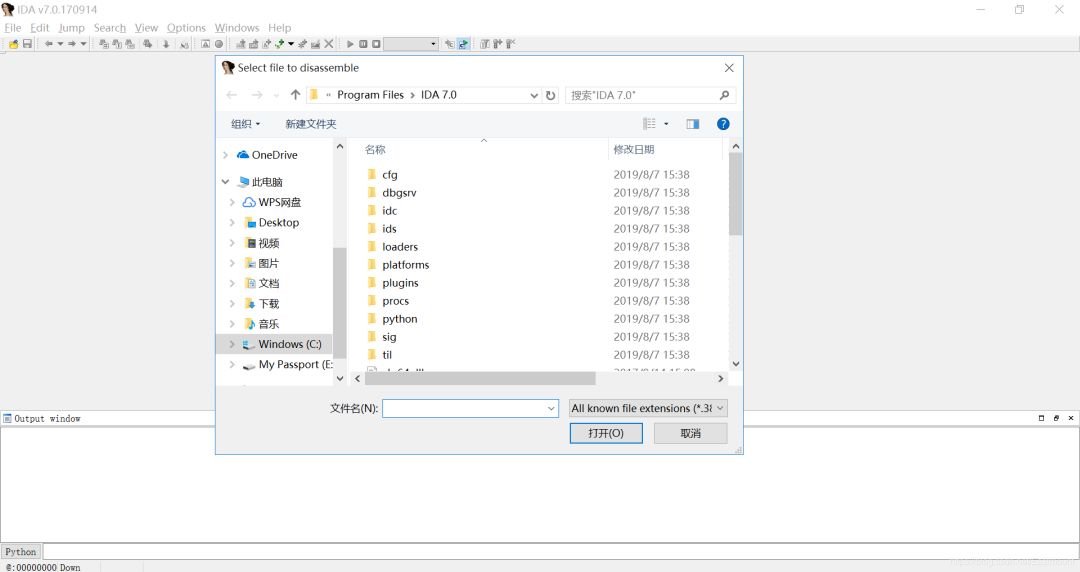 IDA v7.0.170914
File Edit Jump Search View Options Windows Help
Select file to disassemble
« Program Files › IDA 7.0
搜索"IDA 7.0"
组织 新建文件夹
名称 修改日期
OneDrive
此电脑
WPS网盘
Desktop
视频
图片
文档
下载
音乐
Windows (C:)
My Passport (E:
cfg 2019/8/7 15:38
dbgsrv 2019/8/7 15:38
idc 2019/8/7 15:38
ids 2019/8/7 15:38
loaders 2019/8/7 15:38
platforms 2019/8/7 15:38
plugins 2019/8/7 15:38
procs 2019/8/7 15:38
python 2019/8/7 15:38
sig 2019/8/7 15:38
til 2019/8/7 15:38
文件名(N): All known file extensions (*.38
打开(O) 取消
Output window
Python
@:00000000 Down